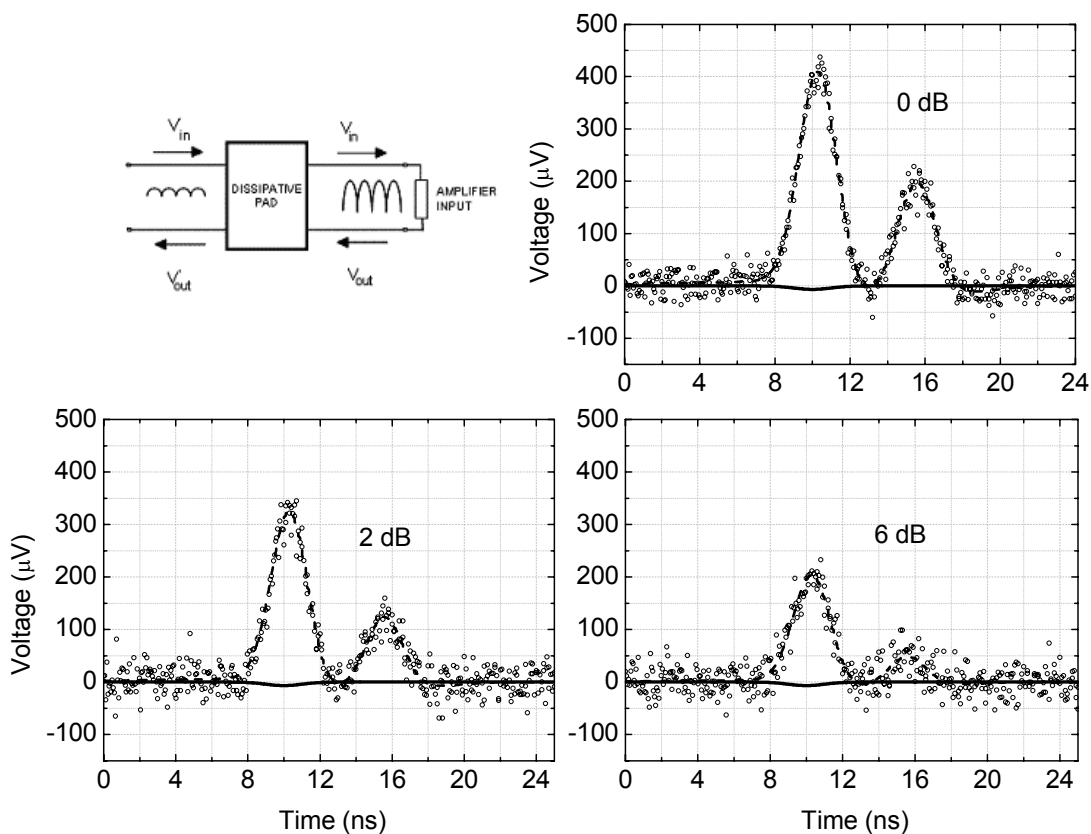 V_in
V_in
DISSIPATIVE
PAD
AMPLIFIER
INPUT
V'_out
V_out
500
400
300
200
100
0
-100
Voltage (μV)
0 dB
0 4 8 12 16 20 24
500
400
300
200
100
0
-100
Voltage (μV)
2 dB
0 4 8 12 16 20 24
Time (ns)
500
400
300
200
100
0
-100
6 dB
0 4 8 12 16 20 24
Time (ns)